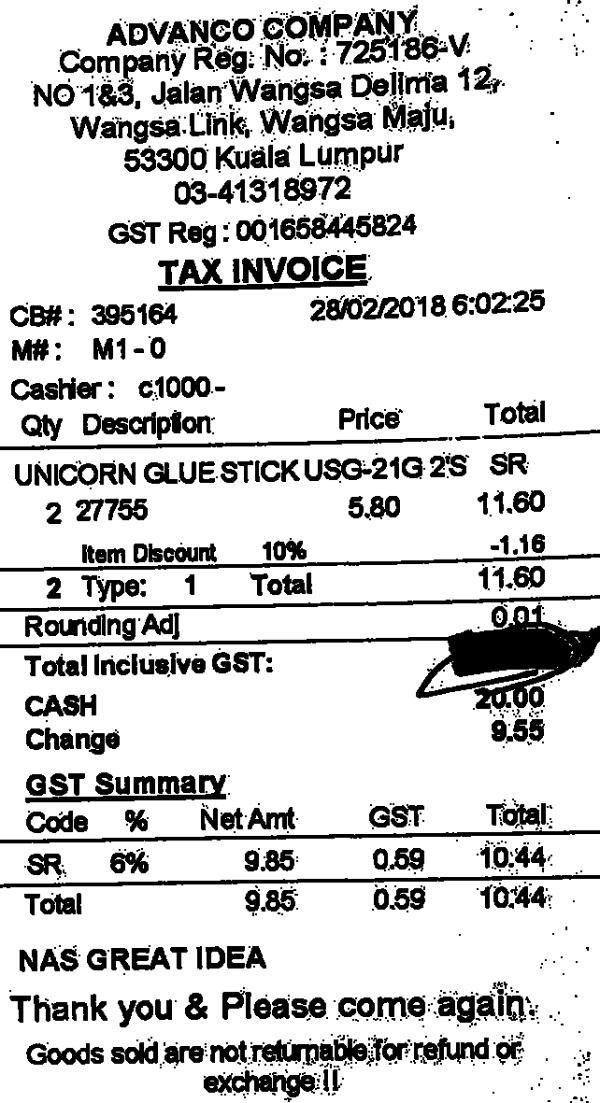 ADVANCO COMPANY
Company Reg. No. : 725186-V
NO 1&3, Jalan Wangsa Delima 12,
Wangsa Link, Wangsa Maju,
53300 Kuala Lumpur
03-41318972
GST Reg : 001658445824
TAX INVOICE
CB# : 395164 28/02/2018 6:02:25
M# : M1 - 0
Cashier : c1000 -
Qty Description Price Total
UNICORN GLUE STICK USG-21G 2'S SR
2 27755 5.80 11.60
Item Discount 10% -1.16
2 Type: 1 Total 11.60
Rounding Adj 0.01
Total Inclusive GST:
CASH 20.00
Change 9.55
GST Summary
Code % Net Amt GST Total
SR 6% 9.85 0.59 10.44
Total 9.85 0.59 10.44
NAS GREAT IDEA
Thank you & Please come again.
Goods sold are not returnable for refund or
exchange !!